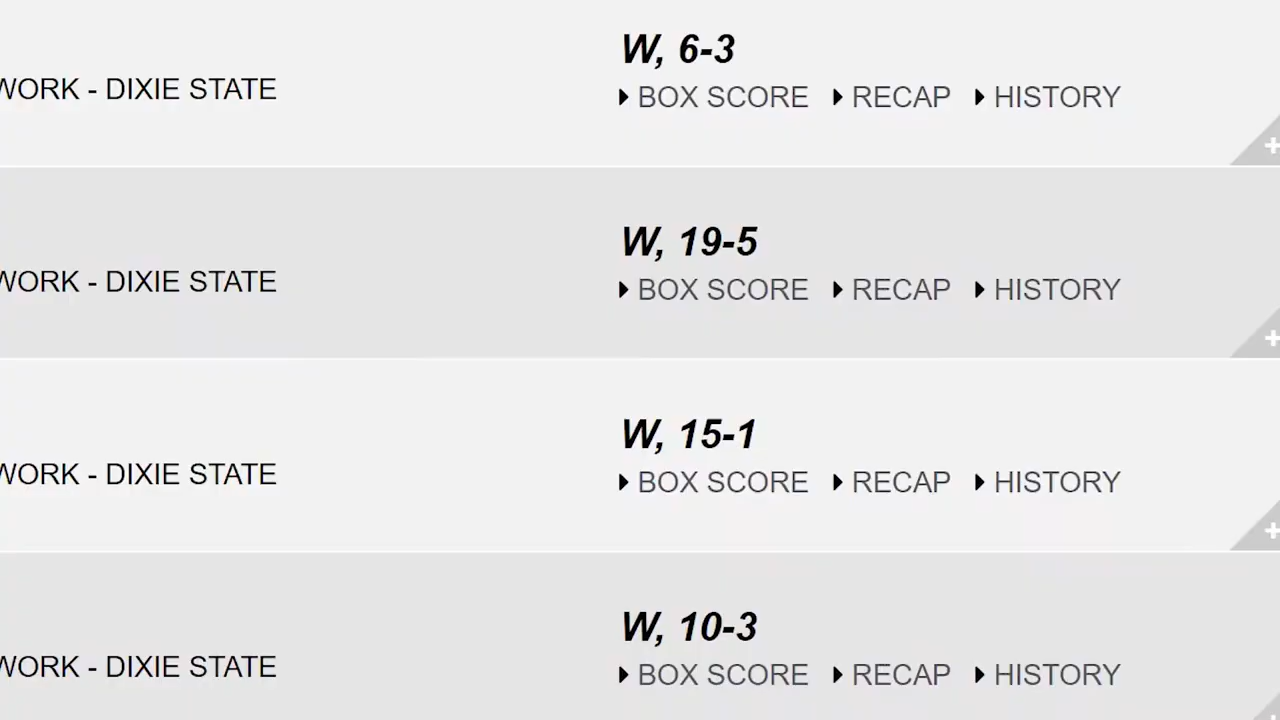 W, 6-3
WORK - DIXIE STATE
BOX SCORE RECAP HISTORY
W, 19-5
WORK - DIXIE STATE
BOX SCORE RECAP HISTORY
W, 15-1
WORK - DIXIE STATE
BOX SCORE RECAP HISTORY
W, 10-3
WORK - DIXIE STATE
BOX SCORE RECAP HISTORY